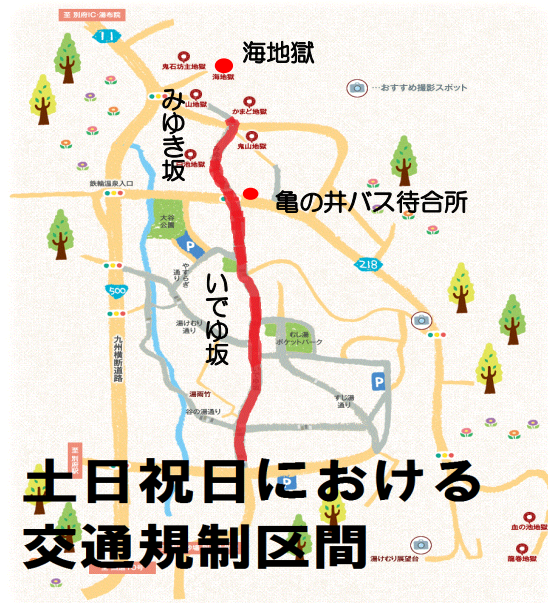 至 別府IC・湯布院
11
海地獄
鬼石坊主地獄
海地獄
…おすすめ撮影スポット
みゆき坂
山地獄
かまど地獄
鬼山地獄
池地獄
鉄輪温泉入口
亀の井バス待合所
大谷
公園
P
218
やすらぎ
通り
いでゆ坂
500
湯けむり
通り
むし湯
ポケットパーク
九州横断道路
P
湯雨竹
すじ湯
通り
谷の湯通り
至 別府駅
土日祝日における
P
交通規制区間
血の池地獄
湯けむり展望台
龍巻地獄